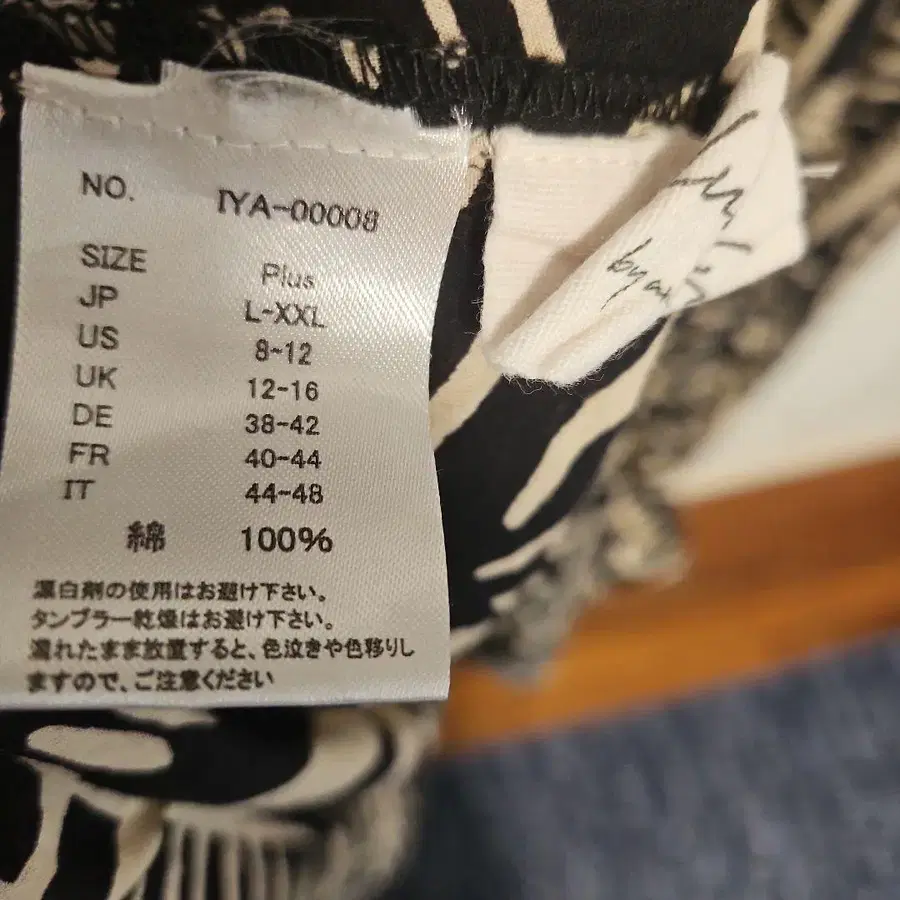 NO. IYA-00008
SIZE Plus
JP L-XXL
US 8-12
UK 12-16
DE 38-42
FR 40-44
IT 44-48
綿 100%
漂白剤の使用はお避け下さい。
タンブラー乾燥はお避け下さい。
濡れたまま放置すると、色泣きや色移りし
ますので、ご注意ください